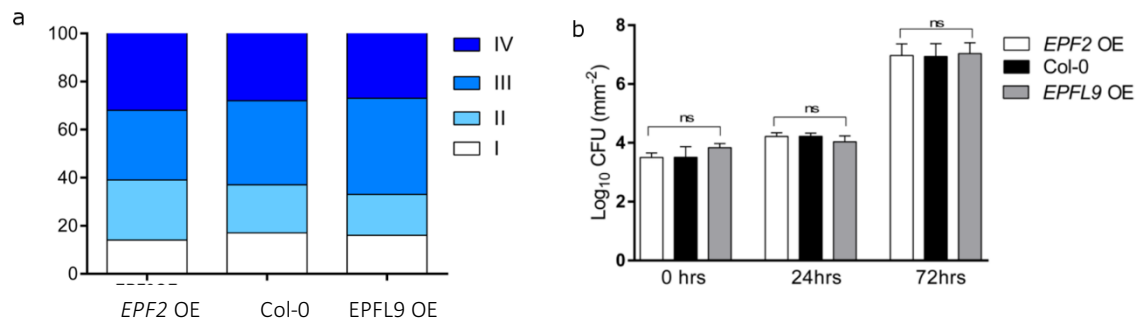 a
100
80
60
40
20
0
IV
III
II
I
EPF2 OE Col-0 EPFL9 OE
b
Log10 CFU (mm-2)
8
6
4
2
0
ns
ns
ns
0 hrs 24hrs 72hrs
EPF2 OE
Col-0
EPFL9 OE